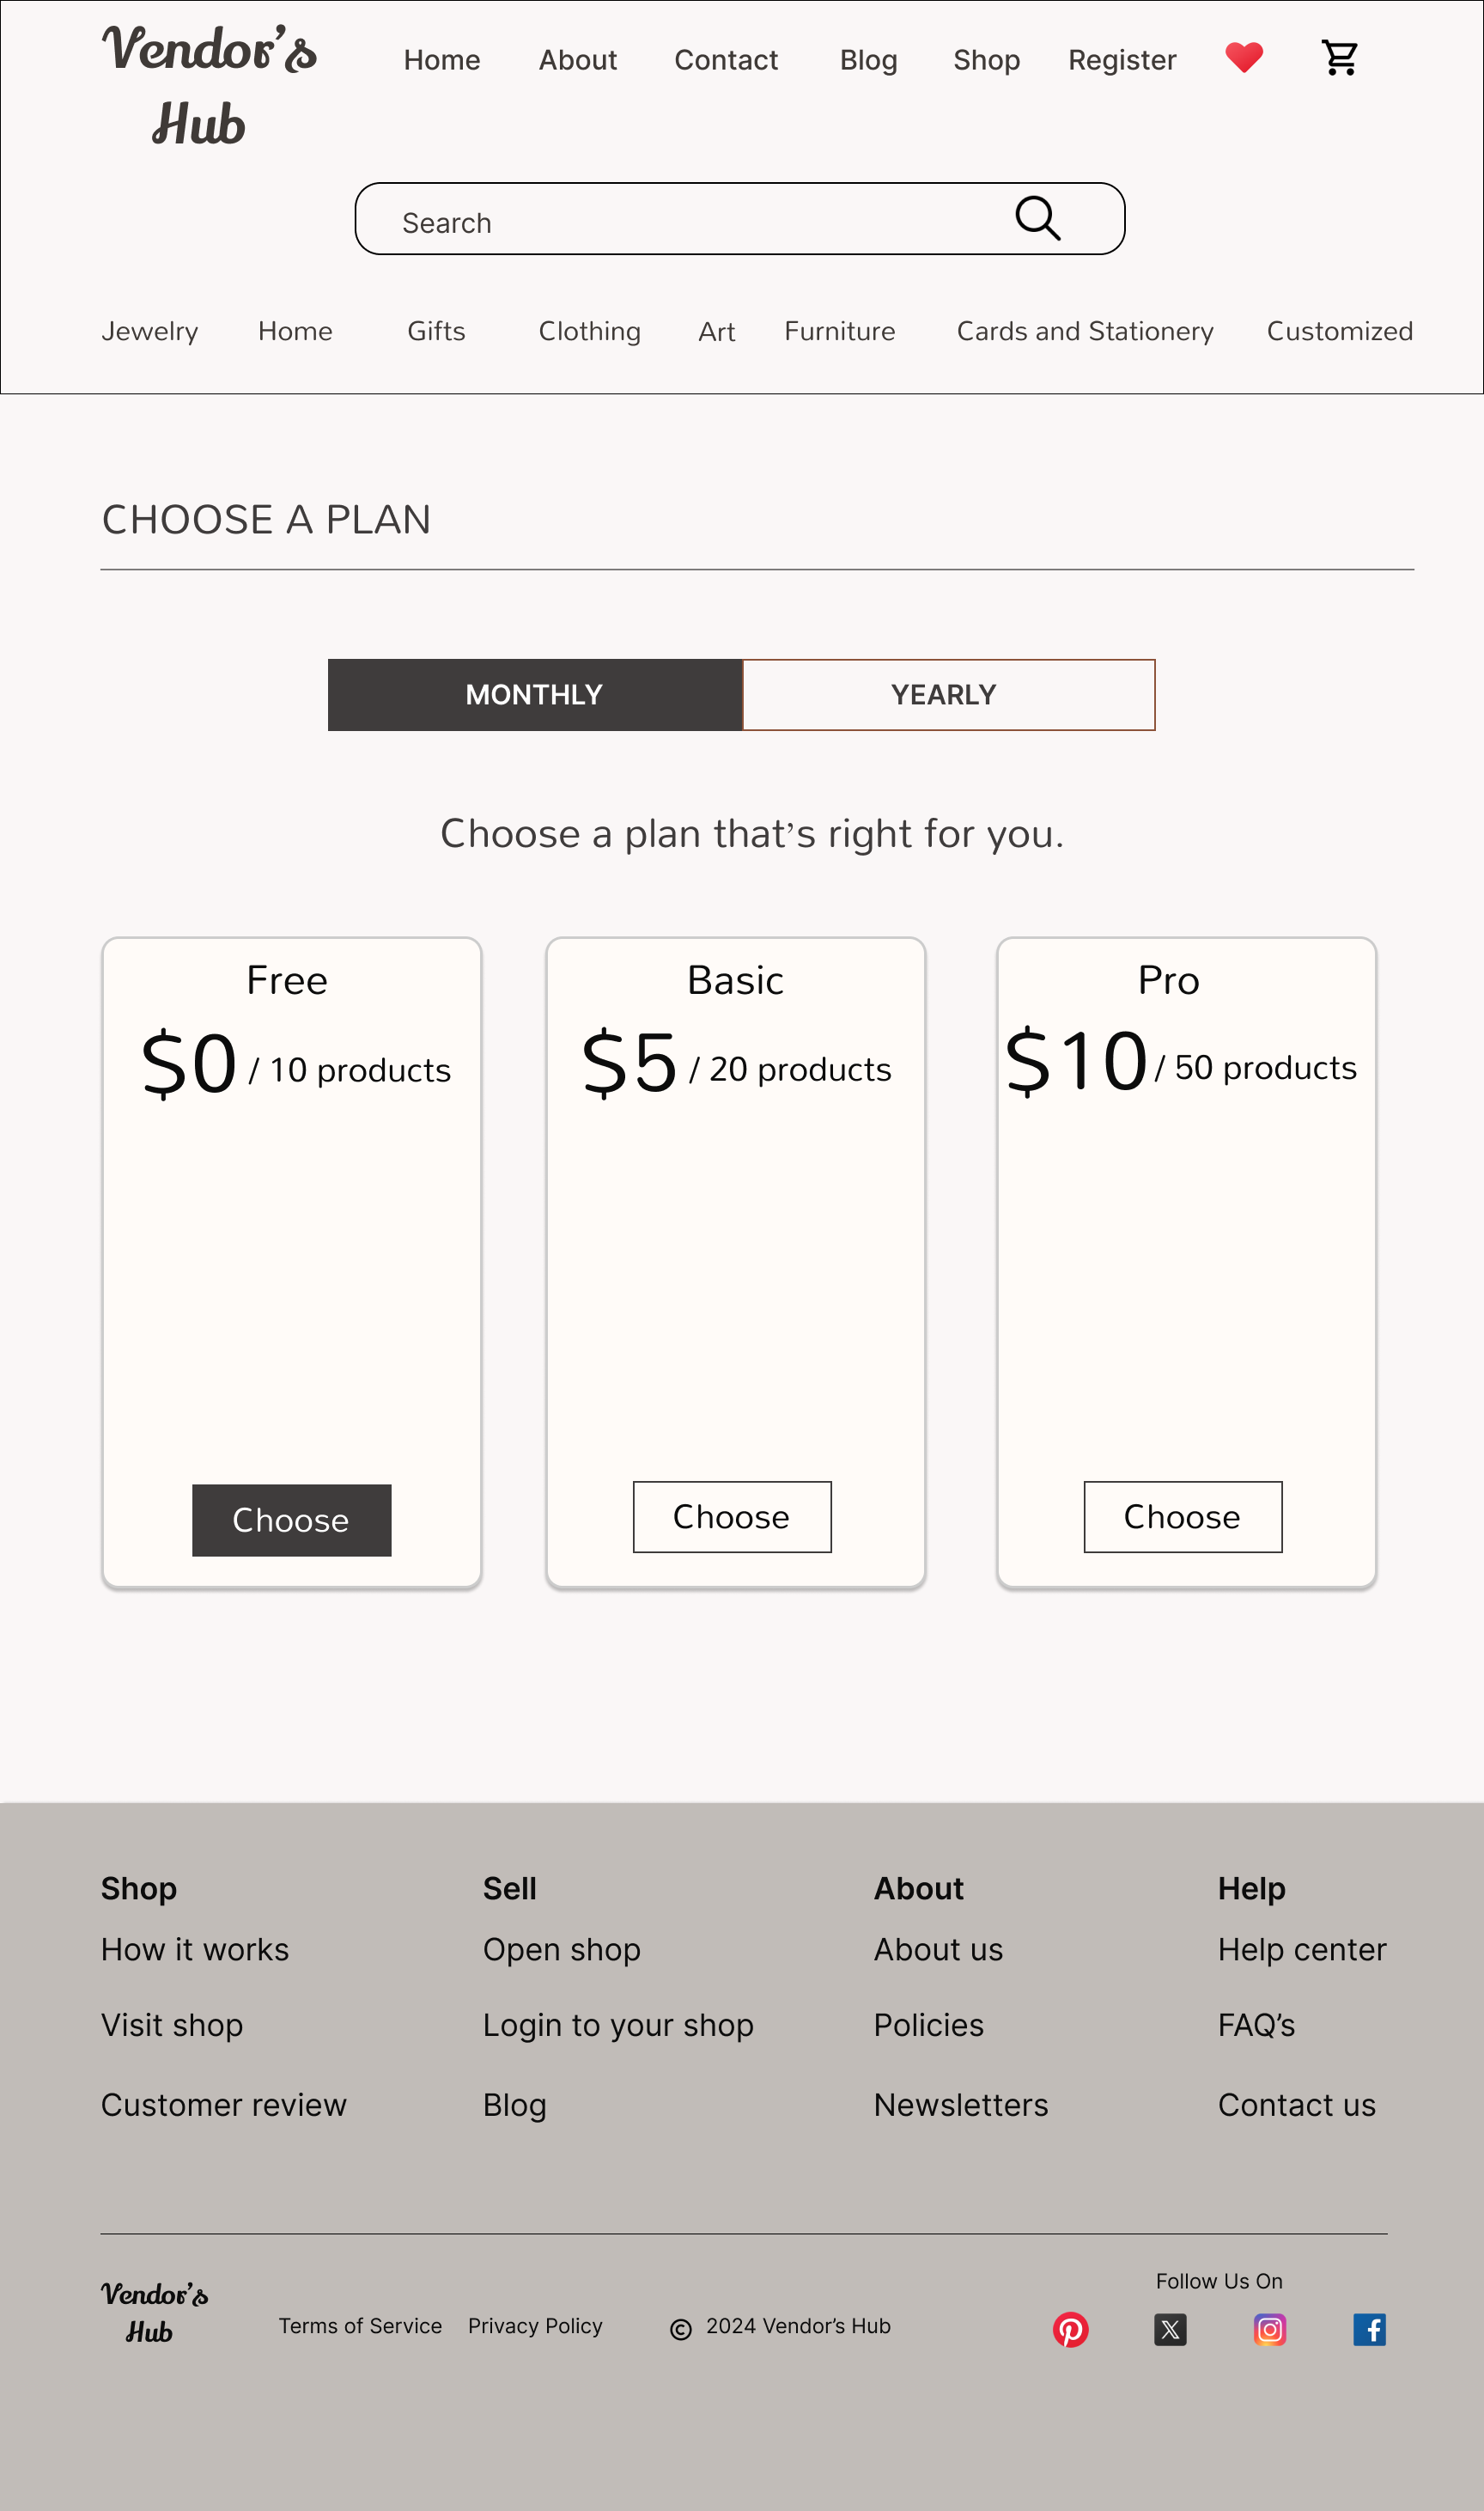 Vendor’s
Hub
Home About Contact Blog Shop Register
Search
Jewelry Home Gifts Clothing Art Furniture Cards and Stationery Customized
CHOOSE A PLAN
MONTHLY YEARLY
Choose a plan that’s right for you.
Free
$0 / 10 products
Choose
Basic
$5 / 20 products
Choose
Pro
$10 / 50 products
Choose
Shop
How it works
Visit shop
Customer review
Sell
Open shop
Login to your shop
Blog
About
About us
Policies
Newsletters
Help
Help center
FAQ’s
Contact us
Vendor’s
Hub
Terms of Service Privacy Policy © 2024 Vendor’s Hub
Follow Us On